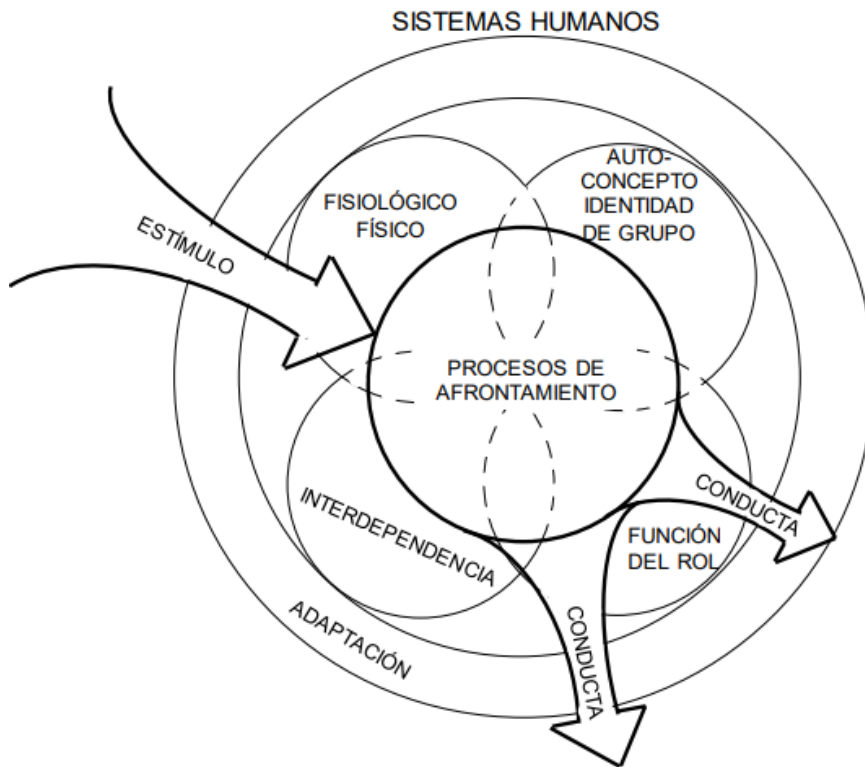 SISTEMAS HUMANOS
FISIOLÓGICO
FÍSICO
AUTO-
CONCEPTO
IDENTIDAD
DE GRUPO
ESTÍMULO
PROCESOS DE
AFRONTAMIENTO
INTERDEPENDENCIA
CONDUCTA
FUNCIÓN
DEL ROL
ADAPTACIÓN
CONDUCTA